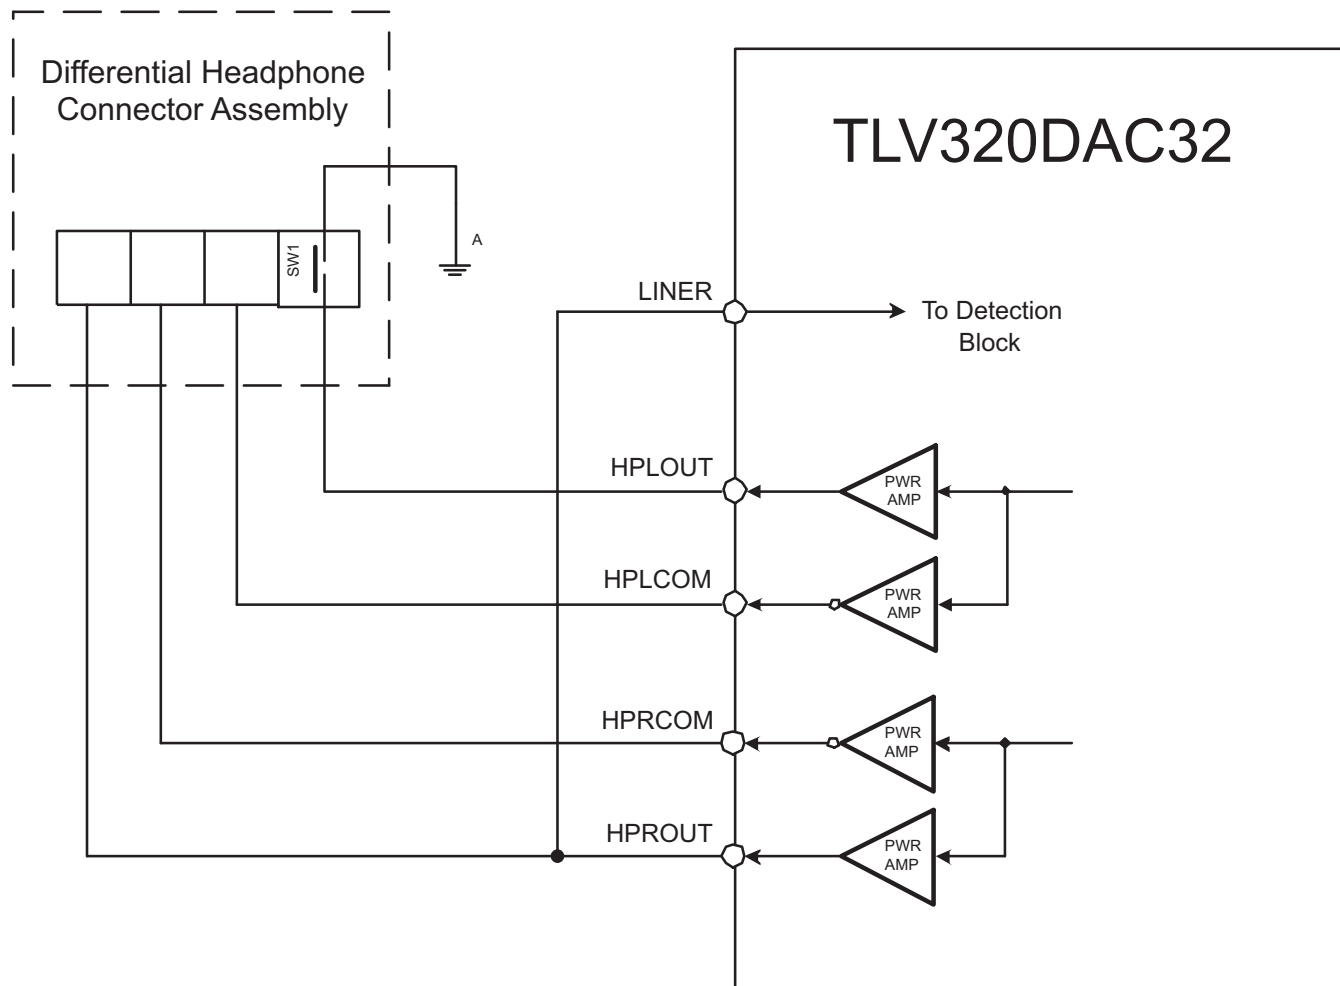 Differential Headphone
Connector Assembly
TLV320DAC32
SW1
A
LINER
To Detection
Block
HPLOUT
PWR
AMP
HPLCOM
PWR
AMP
HPRCOM
PWR
AMP
HPROUT
PWR
AMP